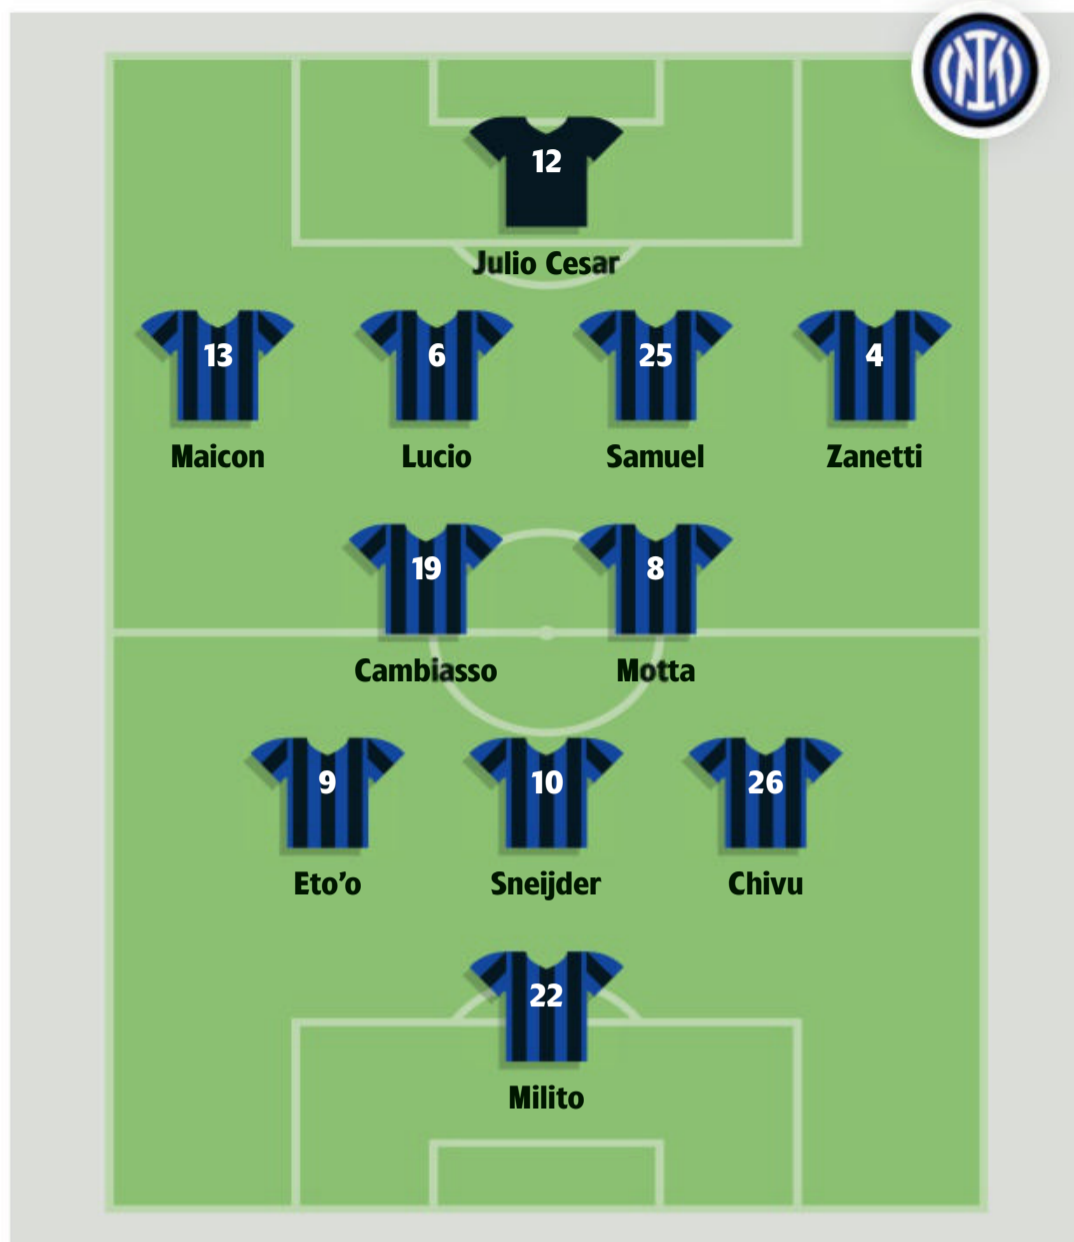 12
Julio Cesar
13 6 25 4
Maicon Lucio Samuel Zanetti
19 8
Cambiasso Motta
9 10 26
Eto’o Sneijder Chivu
22
Milito